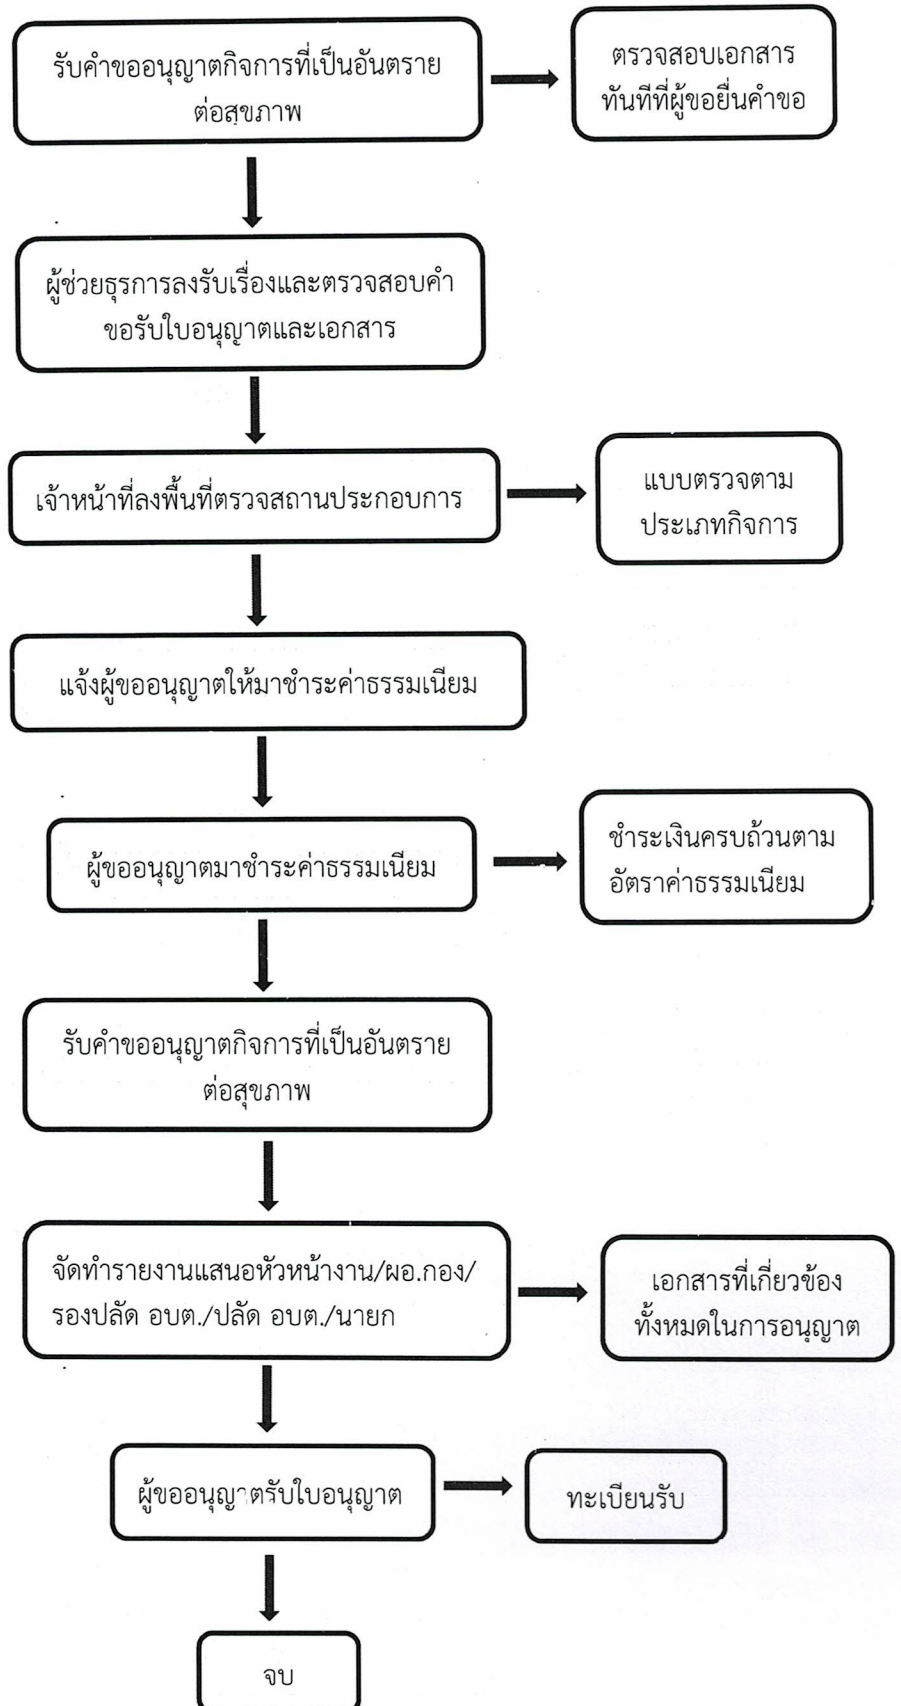 รับคำขออนุญาตกิจการที่เป็นอันตราย
ต่อสุขภาพ
ตรวจสอบเอกสาร
ทันทีที่ผู้ขอยื่นคำขอ
ผู้ช่วยธุรการลงรับเรื่องและตรวจสอบคำ
ขอรับใบอนุญาตและเอกสาร
เจ้าหน้าที่ลงพื้นที่ตรวจสถานประกอบการ
แบบตรวจตาม
ประเภทกิจการ
แจ้งผู้ขออนุญาตให้มาชำระค่าธรรมเนียม
ผู้ขออนุญาตมาชำระค่าธรรมเนียม
ชำระเงินครบถ้วนตาม
อัตราค่าธรรมเนียม
รับคำขออนุญาตกิจการที่เป็นอันตราย
ต่อสุขภาพ
จัดทำรายงานเสนอหัวหน้างาน/ผอ.กอง/
รองปลัด อบต./ปลัด อบต./นายก
เอกสารที่เกี่ยวข้อง
ทั้งหมดในการอนุญาต
ผู้ขออนุญาตรับใบอนุญาต
ทะเบียนรับ
จบ